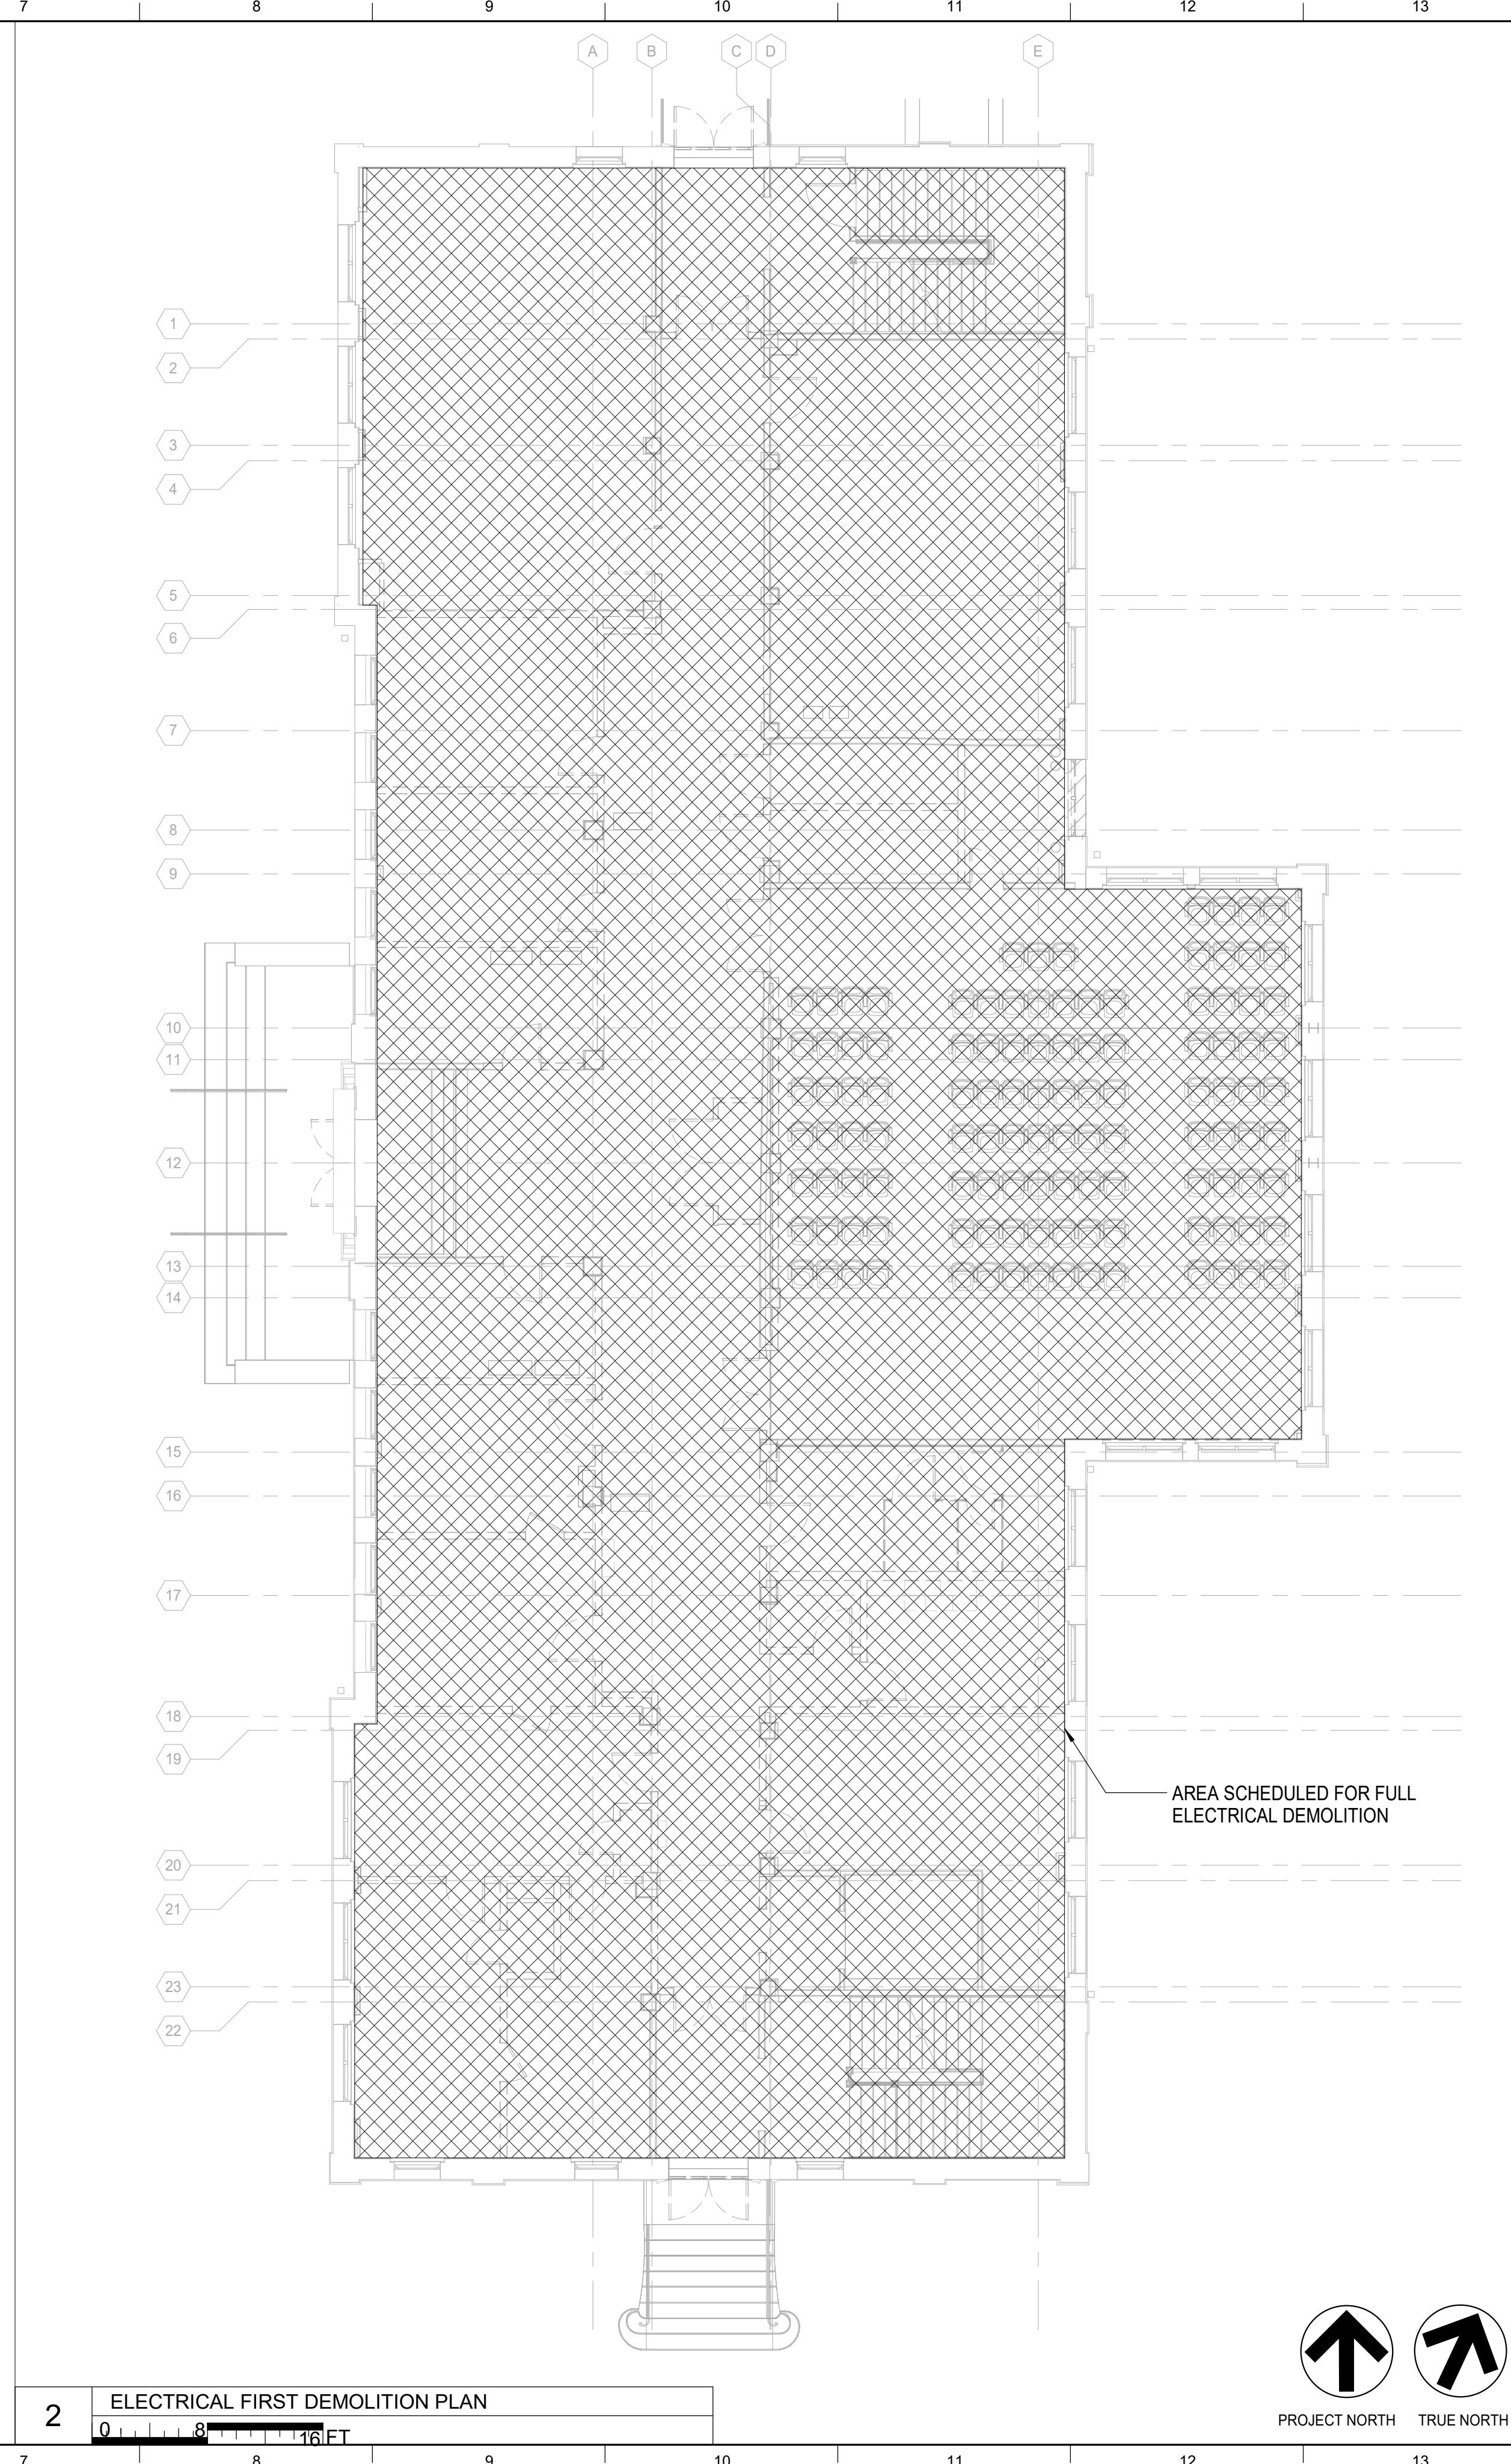 7 8 9 10 11 12 13
A B C D E
1
2
3
4
5
6
7
8
9
10
11
12
13
14
15
16
17
18
19
AREA SCHEDULED FOR FULL
ELECTRICAL DEMOLITION
20
21
23
22
PROJECT NORTH TRUE NORTH
2 ELECTRICAL FIRST DEMOLITION PLAN
0 8 16 FT
7 8 9 10 11 12 13